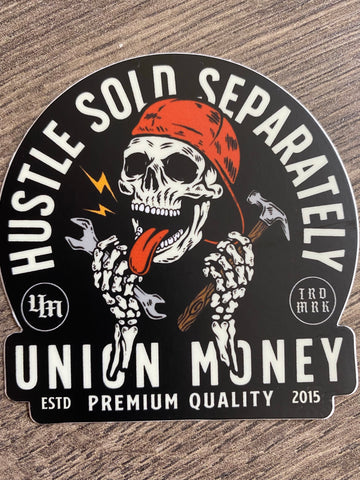 HUSTLE SOLD SEPARATELY
UM
TRD
MRK
UNION MONEY
ESTD PREMIUM QUALITY 2015